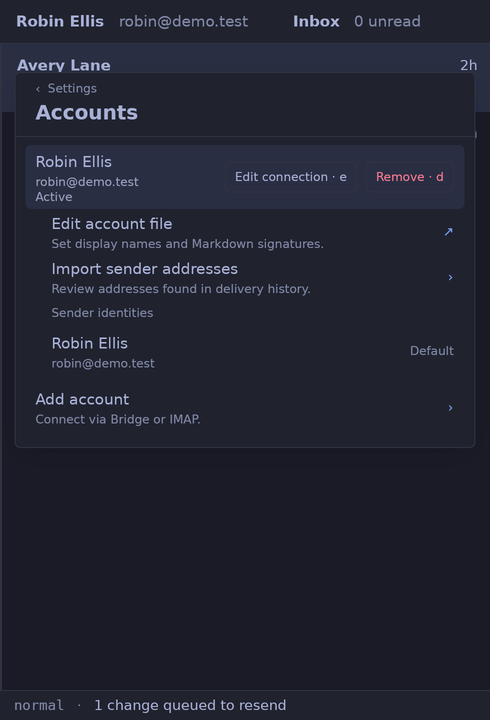 Robin Ellis robin@demo.test Inbox 0 unread
Avery Lane 2h
‹ Settings
Accounts
Robin Ellis
robin@demo.test
Active
Edit connection · e Remove · d
Edit account file ↗
Set display names and Markdown signatures.
Import sender addresses ›
Review addresses found in delivery history.
Sender identities
Robin Ellis
robin@demo.test
Default
Add account ›
Connect via Bridge or IMAP.
normal · 1 change queued to resend